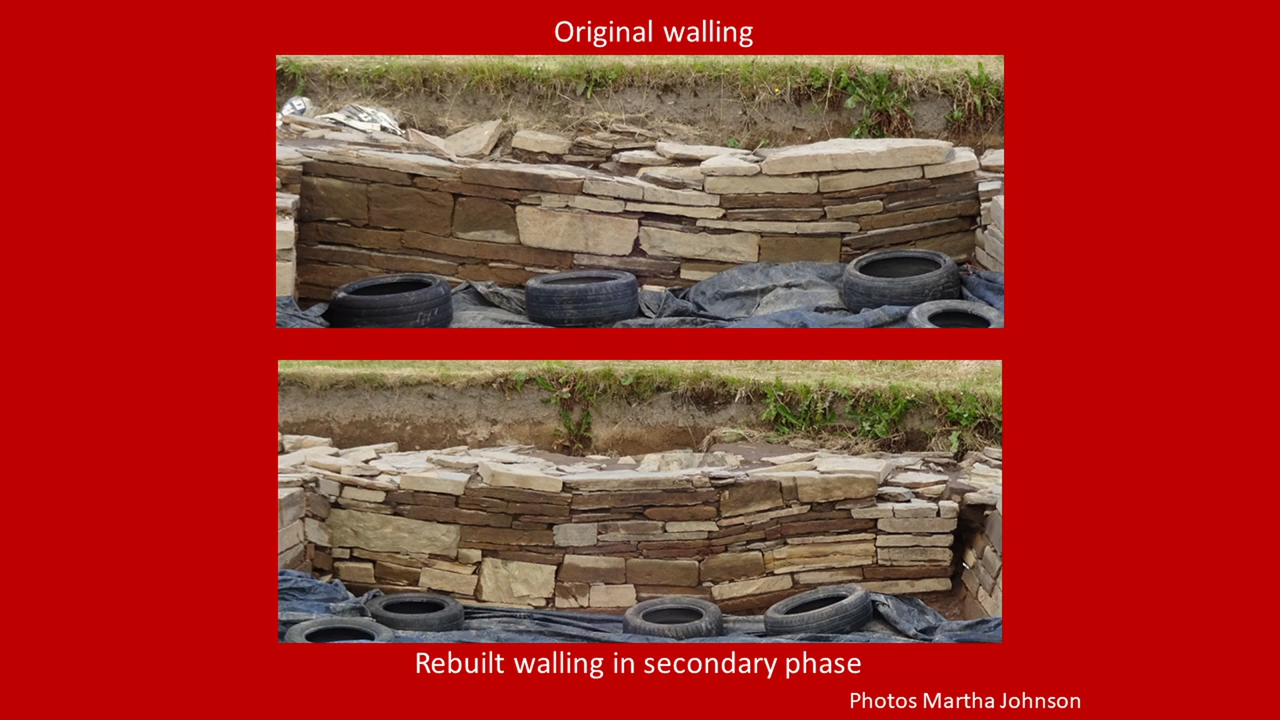 Original walling
Rebuilt walling in secondary phase
Photos Martha Johnson